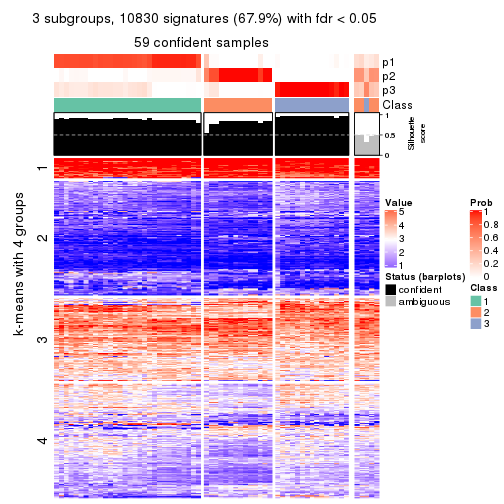 3 subgroups, 10830 signatures (67.9%) with fdr < 0.05
59 confident samples
p1
p2
p3
Class
1
0.5
0
Silhouette
score
k-means with 4 groups
1
2
3
4
Value
5
4
3
2
1
Status (barplots)
confident
ambiguous
Prob
1
0.8
0.6
0.4
0.2
0
Class
1
2
3